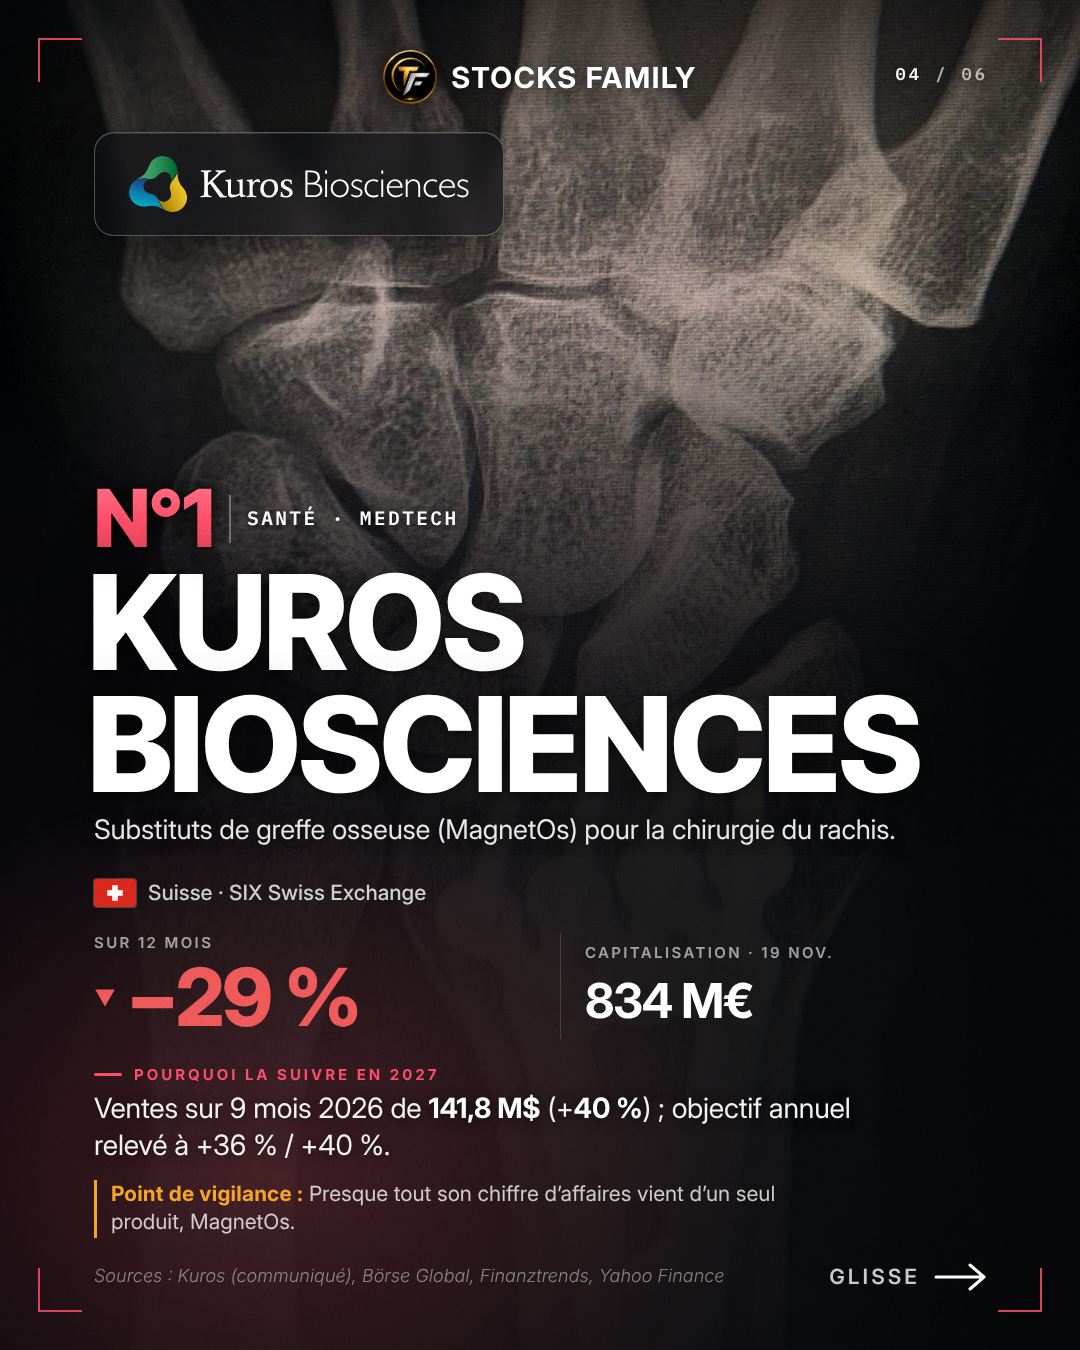 STOCKS FAMILY
04 / 06
Kuros Biosciences
N°1
SANTÉ · MEDTECH
KUROS
BIOSCIENCES
Substituts de greffe osseuse (MagnetOs) pour la chirurgie du rachis.
Suisse · SIX Swiss Exchange
SUR 12 MOIS
▼ –29 %
CAPITALISATION · 19 NOV.
834 M€
POURQUOI LA SUIVRE EN 2027
Ventes sur 9 mois 2026 de 141,8 M$ (+40 %) ; objectif annuel
relevé à +36 % / +40 %.
Point de vigilance : Presque tout son chiffre d’affaires vient d’un seul
produit, MagnetOs.
Sources : Kuros (communiqué), Börse Global, Finanztrends, Yahoo Finance
GLISSE →